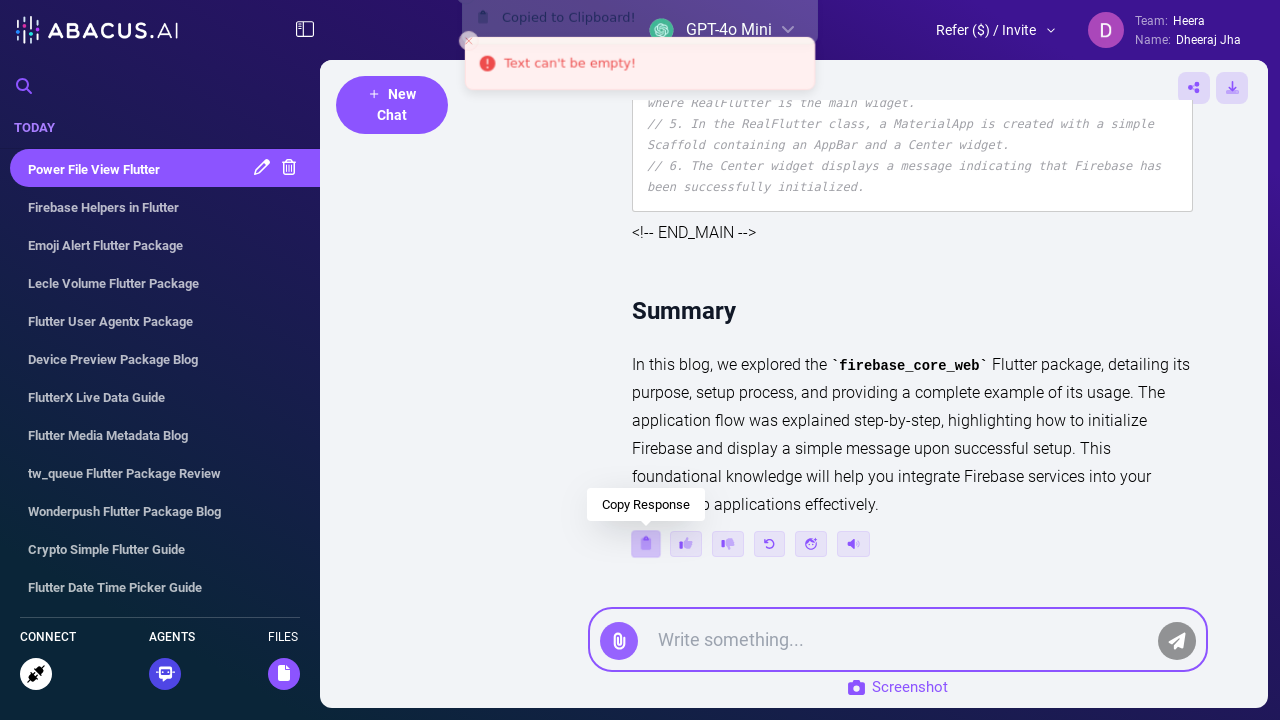 ABACUS.AI
Copied to Clipboard!
GPT-4o Mini
Refer ($) / Invite
D
Team: Heera
Name: Dheeraj Jha
Text can't be empty!
+ New Chat
TODAY
Power File View Flutter
Firebase Helpers in Flutter
Emoji Alert Flutter Package
Lecle Volume Flutter Package
Flutter User Agentx Package
Device Preview Package Blog
FlutterX Live Data Guide
Flutter Media Metadata Blog
tw_queue Flutter Package Review
Wonderpush Flutter Package Blog
Crypto Simple Flutter Guide
Flutter Date Time Picker Guide
CONNECT
AGENTS
FILES
where RealFlutter is the main widget.
// 5. In the RealFlutter class, a MaterialApp is created with a simple
Scaffold containing an AppBar and a Center widget.
// 6. The Center widget displays a message indicating that Firebase has
been successfully initialized.
<!-- END_MAIN -->
Summary
In this blog, we explored the `firebase_core_web` Flutter package, detailing its
purpose, setup process, and providing a complete example of its usage. The
application flow was explained step-by-step, highlighting how to initialize
Firebase and display a simple message upon successful setup. This
foundational knowledge will help you integrate Firebase services into your
applications effectively.
Copy Response
Write something...
Screenshot